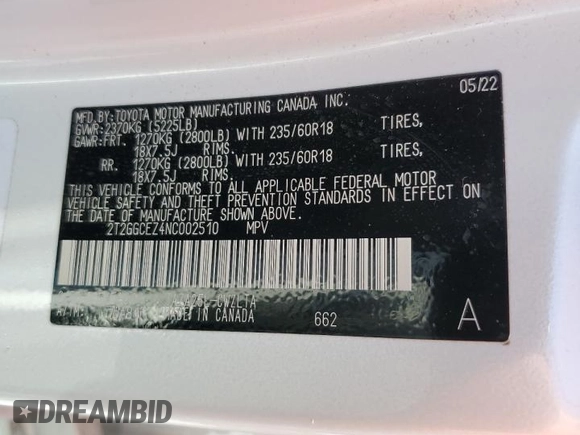 MFD.BY:TOYOTA MOTOR MANUFACTURING CANADA INC. 05/22
GVWR:2370KG (5225LB)
GAWR:FRT. 1270KG (2800LB) WITH 235/60R18 TIRES,
18X7.5J RIMS.
RR. 1270KG (2800LB) WITH 235/60R18 TIRES,
18X7.5J RIMS.
THIS VEHICLE CONFORMS TO ALL APPLICABLE FEDERAL MOTOR
VEHICLE SAFETY AND THEFT PREVENTION STANDARDS IN EFFECT
ON THE DATE OF MANUFACTURE SHOWN ABOVE.
2T2GGCEZ4NC002510 MPV
MADE IN CANADA 662 A
DREAMBID